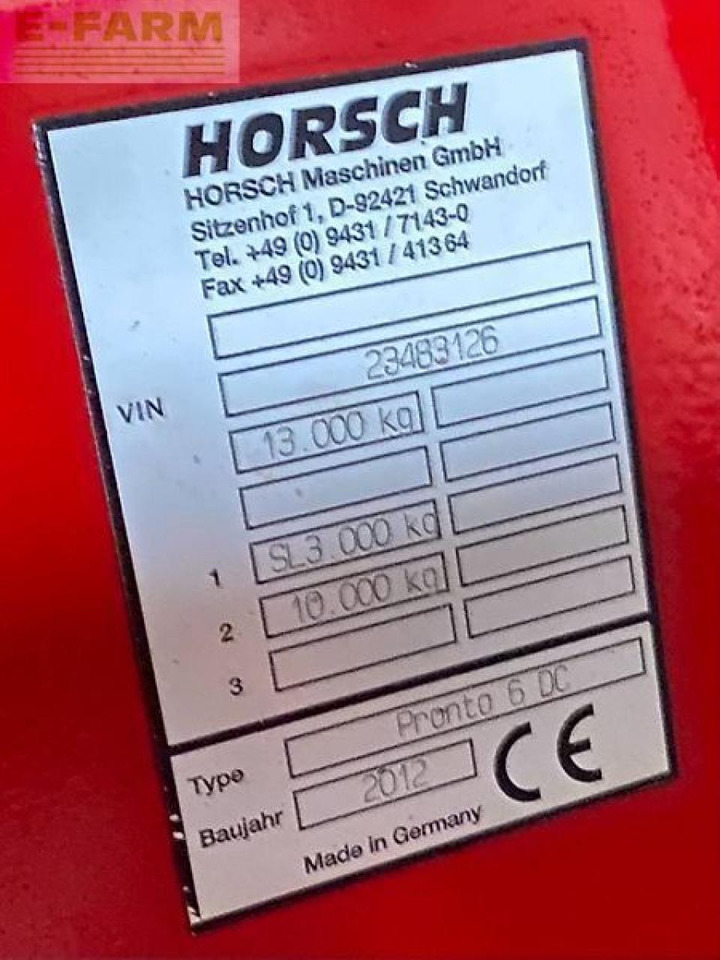 E-FARM
HORSCH
HORSCH Maschinen GmbH
Sitzenhof 1, D-92421 Schwandorf
Tel. +49 (0) 9431 / 7143-0
Fax +49 (0) 9431 / 41364
VIN 23483126
13.000 kg
1 SL3.000 kg
2 10.000 kg
3
Type Pronto 6 DC
Baujahr 2012 CE
Made in Germany